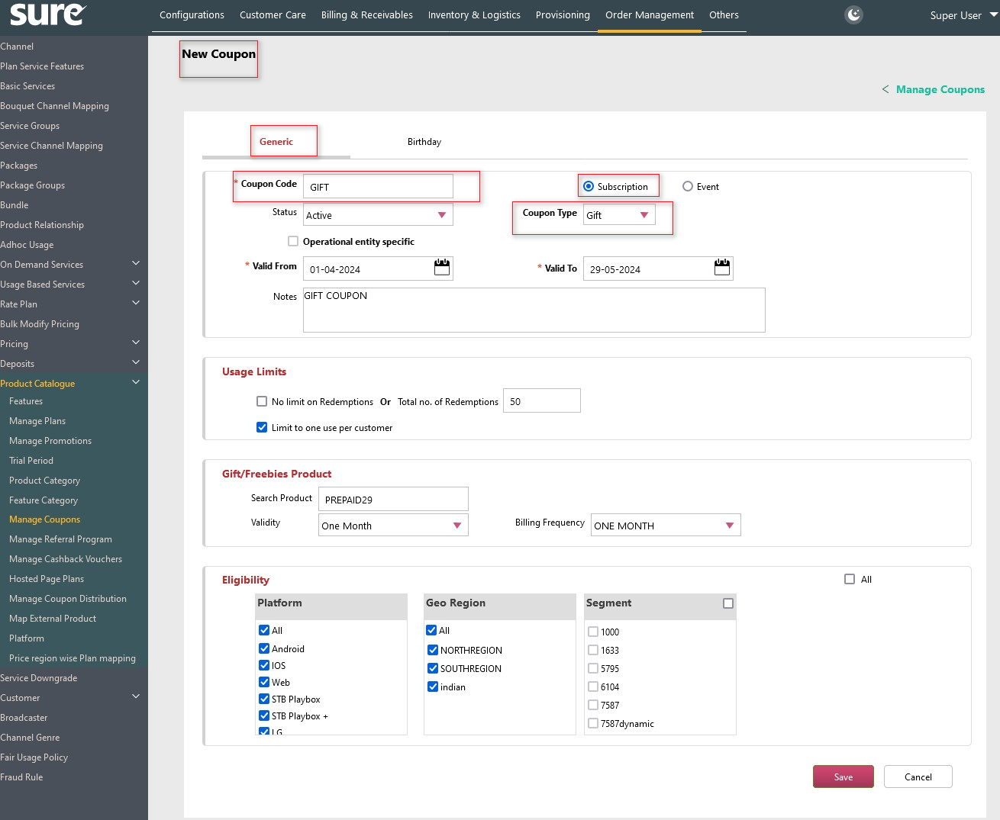 sure
Configurations Customer Care Billing & Receivables Inventory & Logistics Provisioning Order Management Others
Super User
Channel
Plan Service Features
Basic Services
Bouquet Channel Mapping
Service Groups
Service Channel Mapping
Packages
Package Groups
Bundle
Product Relationship
Adhoc Usage
On Demand Services
Usage Based Services
Rate Plan
Bulk Modify Pricing
Pricing
Deposits
Product Catalogue
Features
Manage Plans
Manage Promotions
Trial Period
Product Category
Feature Category
Manage Coupons
Manage Referral Program
Manage Cashback Vouchers
Hosted Page Plans
Manage Coupon Distribution
Map External Product
Platform
Price region wise Plan mapping
Service Downgrade
Customer
Broadcaster
Channel Genre
Fair Usage Policy
Fraud Rule
New Coupon
< Manage Coupons
Generic Birthday
* Coupon Code GIFT Subscription Event
Status Active Coupon Type Gift
Operational entity specific
* Valid From 01-04-2024 * Valid To 29-05-2024
Notes GIFT COUPON
Usage Limits
No limit on Redemptions Or Total no. of Redemptions 50
Limit to one use per customer
Gift/Freebies Product
Search Product PREPAID29
Validity One Month Billing Frequency ONE MONTH
Eligibility All
Platform
All
Android
IOS
Web
STB Playbox
STB Playbox +
LG
Geo Region
All
NORTHREGION
SOUTHREGION
indian
Segment
1000
1633
5795
6104
7587
7587dynamic
Save Cancel